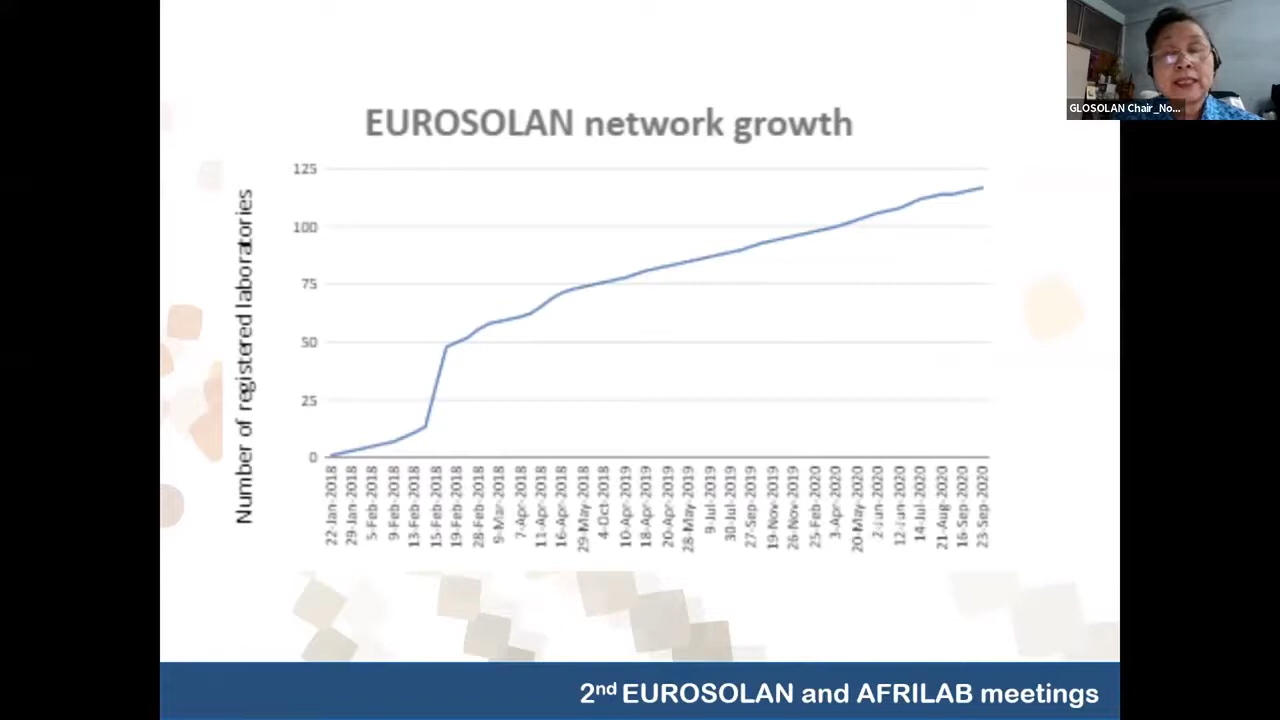 GLOSOLAN Chair_No...
EUROSOLAN network growth
Number of registered laboratories
125
100
75
50
25
0
22-Jan-2018
29-Jan-2018
5-Feb-2018
9-Feb-2018
13-Feb-2018
15-Feb-2018
19-Feb-2018
28-Feb-2018
9-Mar-2018
7-Apr-2018
11-Apr-2018
16-Apr-2018
29-May-2018
4-Oct-2018
10-Apr-2019
18-Apr-2019
20-Apr-2019
28-May-2019
9-Jul-2019
30-Jul-2019
27-Sep-2019
19-Nov-2019
26-Nov-2019
25-Feb-2020
3-Apr-2020
20-May-2020
2-Jun-2020
12-Jun-2020
14-Jul-2020
21-Aug-2020
16-Sep-2020
23-Sep-2020
2nd EUROSOLAN and AFRILAB meetings